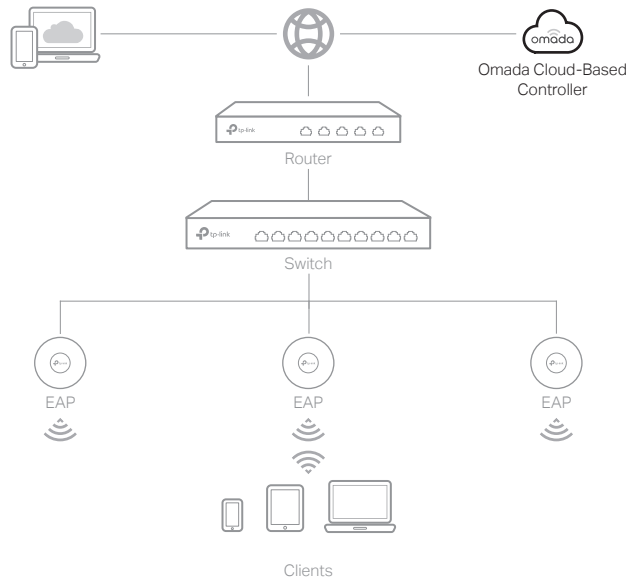 omada
Omada Cloud-Based
Controller
tp-link
Router
tp-link
Switch
EAP
EAP
EAP
Clients